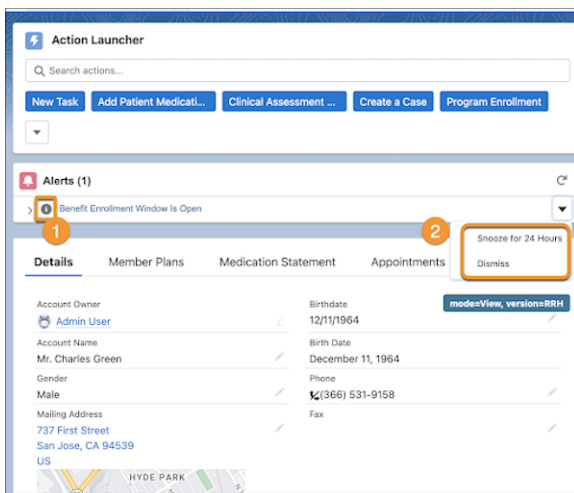 Action Launcher
Search actions...
New Task Add Patient Medicati... Clinical Assessment ... Create a Case Program Enrollment
Alerts (1)
Benefit Enrollment Window Is Open
1
2
Snooze for 24 Hours
Dismiss
Details Member Plans Medication Statement Appointments
mode=View, version=RRH
Account Owner
Admin User
Birthdate
12/11/1964
Account Name
Mr. Charles Green
Birth Date
December 11, 1964
Gender
Male
Phone
(366) 531-9158
Mailing Address
737 First Street
San Jose, CA 94539
US
Fax
HYDE PARK